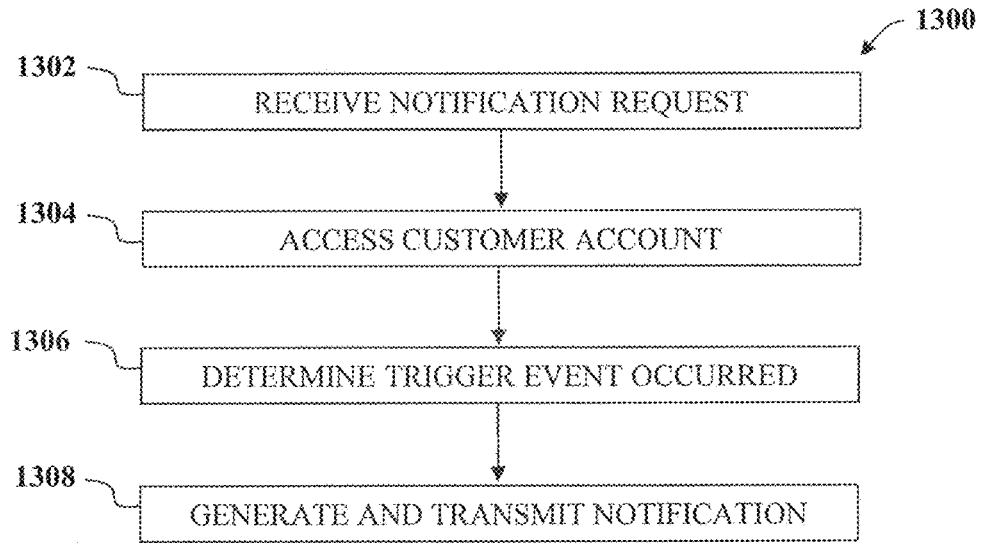 1300
1302
RECEIVE NOTIFICATION REQUEST
1304
ACCESS CUSTOMER ACCOUNT
1306
DETERMINE TRIGGER EVENT OCCURRED
1308
GENERATE AND TRANSMIT NOTIFICATION